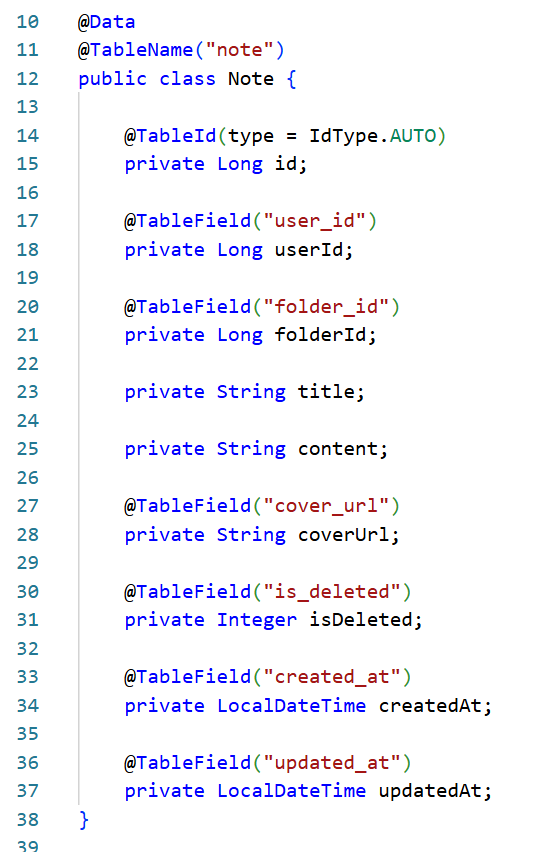 10 @Data
11 @TableName("note")
12 public class Note {
13
14 @TableId(type = IdType.AUTO)
15 private Long id;
16
17 @TableField("user_id")
18 private Long userId;
19
20 @TableField("folder_id")
21 private Long folderId;
22
23 private String title;
24
25 private String content;
26
27 @TableField("cover_url")
28 private String coverUrl;
29
30 @TableField("is_deleted")
31 private Integer isDeleted;
32
33 @TableField("created_at")
34 private LocalDateTime createdAt;
35
36 @TableField("updated_at")
37 private LocalDateTime updatedAt;
38 }
39